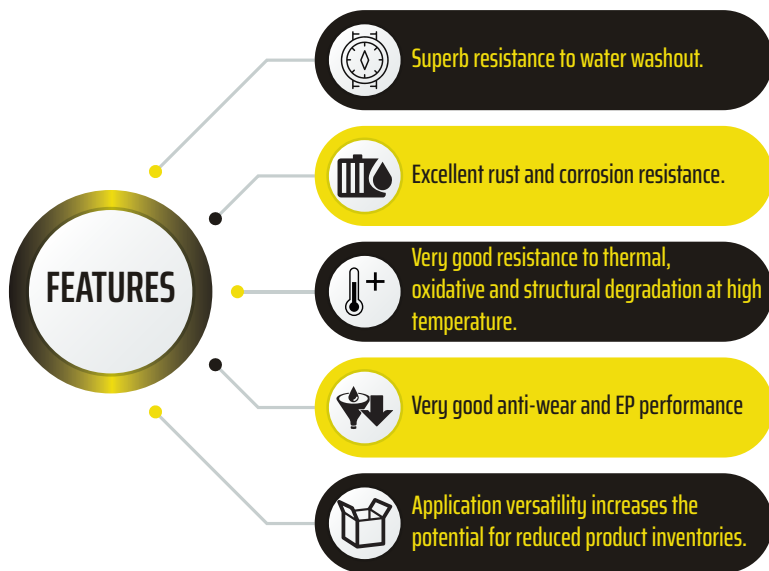 FEATURES
Superb resistance to water washout.
Excellent rust and corrosion resistance.
Very good resistance to thermal,
oxidative and structural degradation at high
temperature.
Very good anti-wear and EP performance
Application versatility increases the
potential for reduced product inventories.